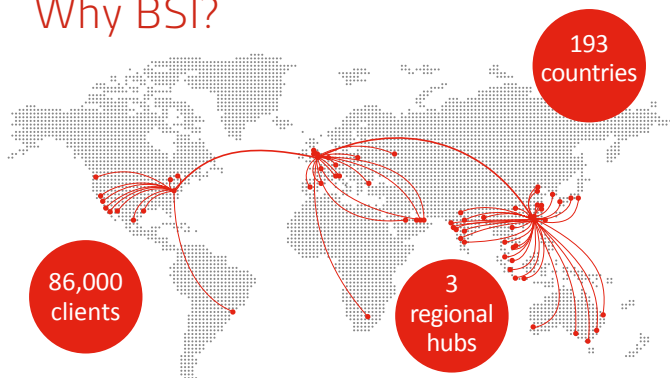 Why BSI?
193
countries
86,000
clients
3
regional
hubs